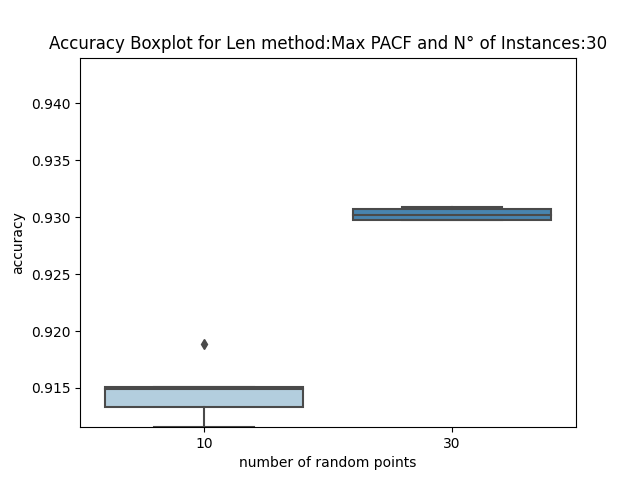 Accuracy Boxplot for Len method:Max PACF and N° of Instances:30
0.940
0.935
0.930
0.925
0.920
0.915
accuracy
10 30
number of random points